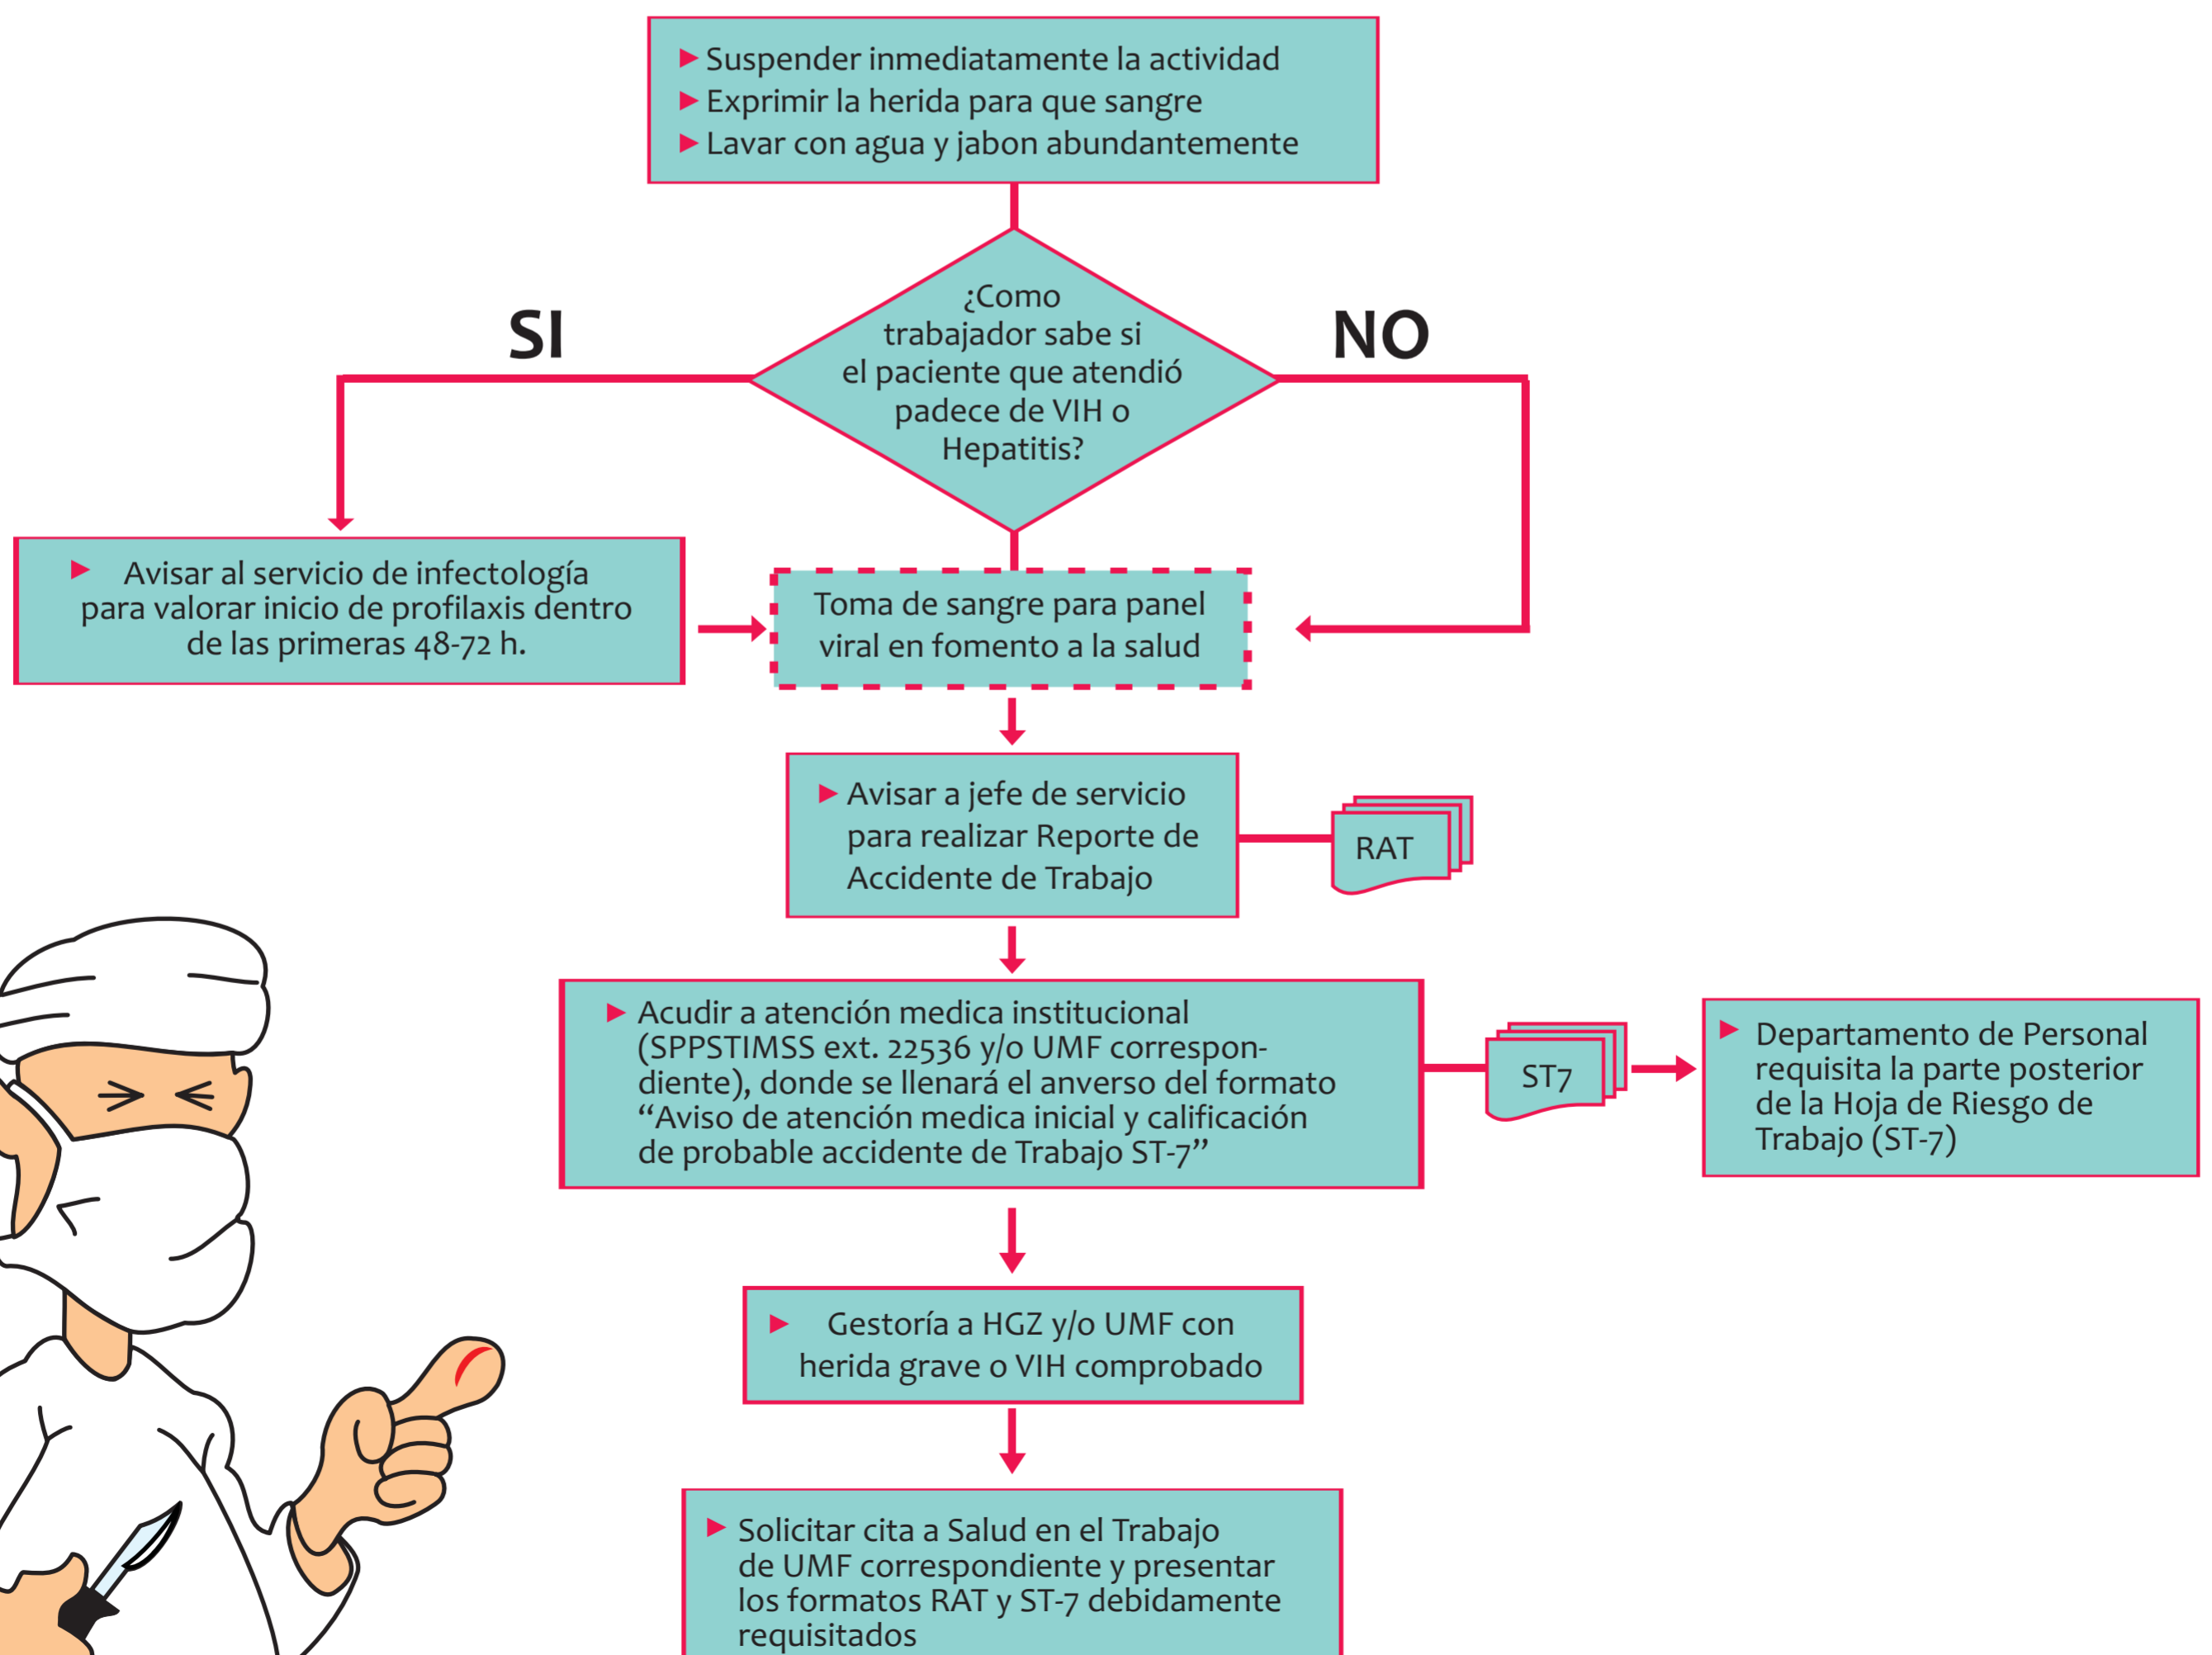 ▶ Suspender inmediatamente la actividad
▶ Exprimir la herida para que sangre
▶ Lavar con agua y jabon abundantemente
¿Como
trabajador sabe si
el paciente que atendió
padece de VIH o
Hepatitis?
SI
NO
▶ Avisar al servicio de infectología
para valorar inicio de profilaxis dentro
de las primeras 48-72 h.
Toma de sangre para panel
viral en fomento a la salud
▶ Avisar a jefe de servicio
para realizar Reporte de
Accidente de Trabajo
RAT
▶ Acudir a atención medica institucional
(SPPSTIMSS ext. 22536 y/o UMF correspon-
diente), donde se llenará el anverso del formato
“Aviso de atención medica inicial y calificación
de probable accidente de Trabajo ST-7”
ST7
▶ Departamento de Personal
requisita la parte posterior
de la Hoja de Riesgo de
Trabajo (ST-7)
▶ Gestoría a HGZ y/o UMF con
herida grave o VIH comprobado
▶ Solicitar cita a Salud en el Trabajo
de UMF correspondiente y presentar
los formatos RAT y ST-7 debidamente
requisitados